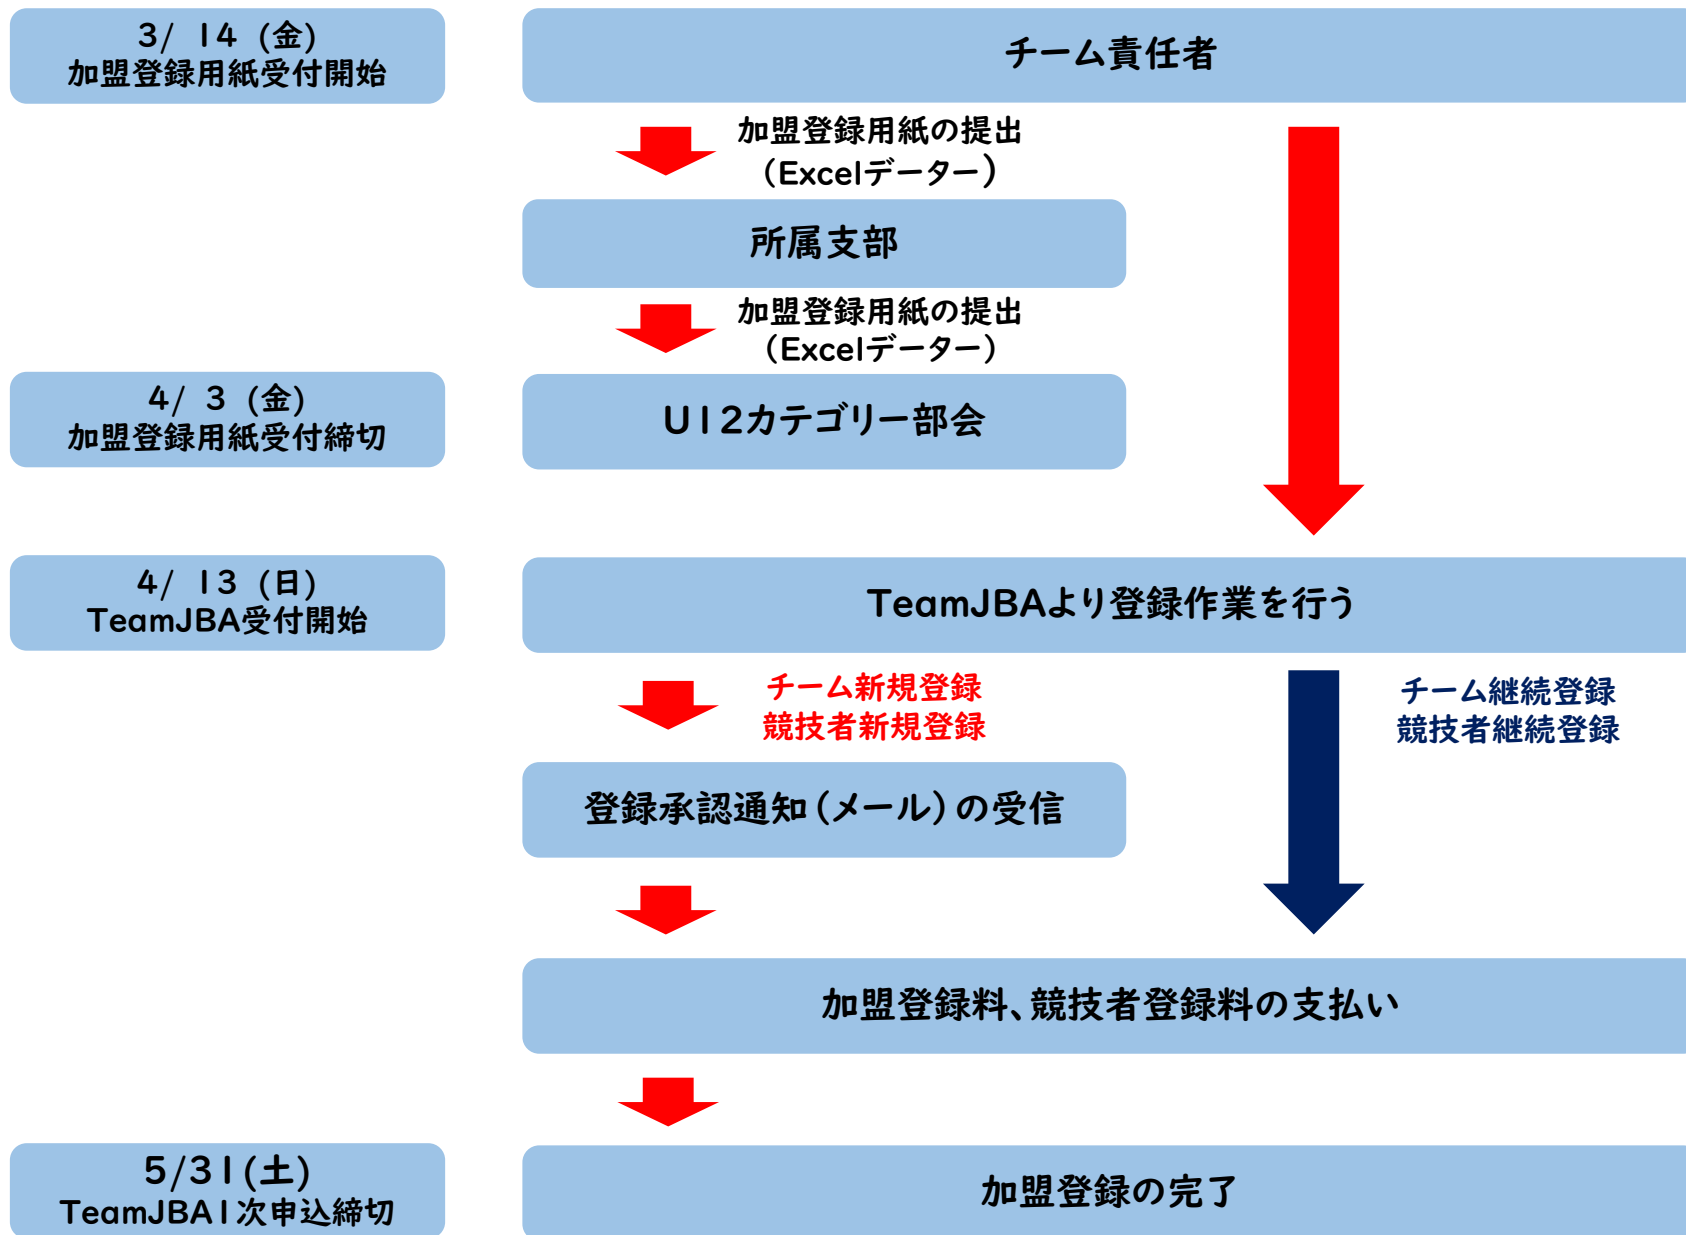 3/ 14 (金)
加盟登録用紙受付開始
チーム責任者
加盟登録用紙の提出
(Excelデーター)
所属支部
加盟登録用紙の提出
(Excelデーター)
4/ 3 (金)
加盟登録用紙受付締切
U12カテゴリー部会
4/ 13 (日)
TeamJBA受付開始
TeamJBAより登録作業を行う
チーム新規登録
競技者新規登録
チーム継続登録
競技者継続登録
登録承認通知(メール)の受信
加盟登録料、競技者登録料の支払い
5/31(土)
TeamJBA1次申込締切
加盟登録の完了